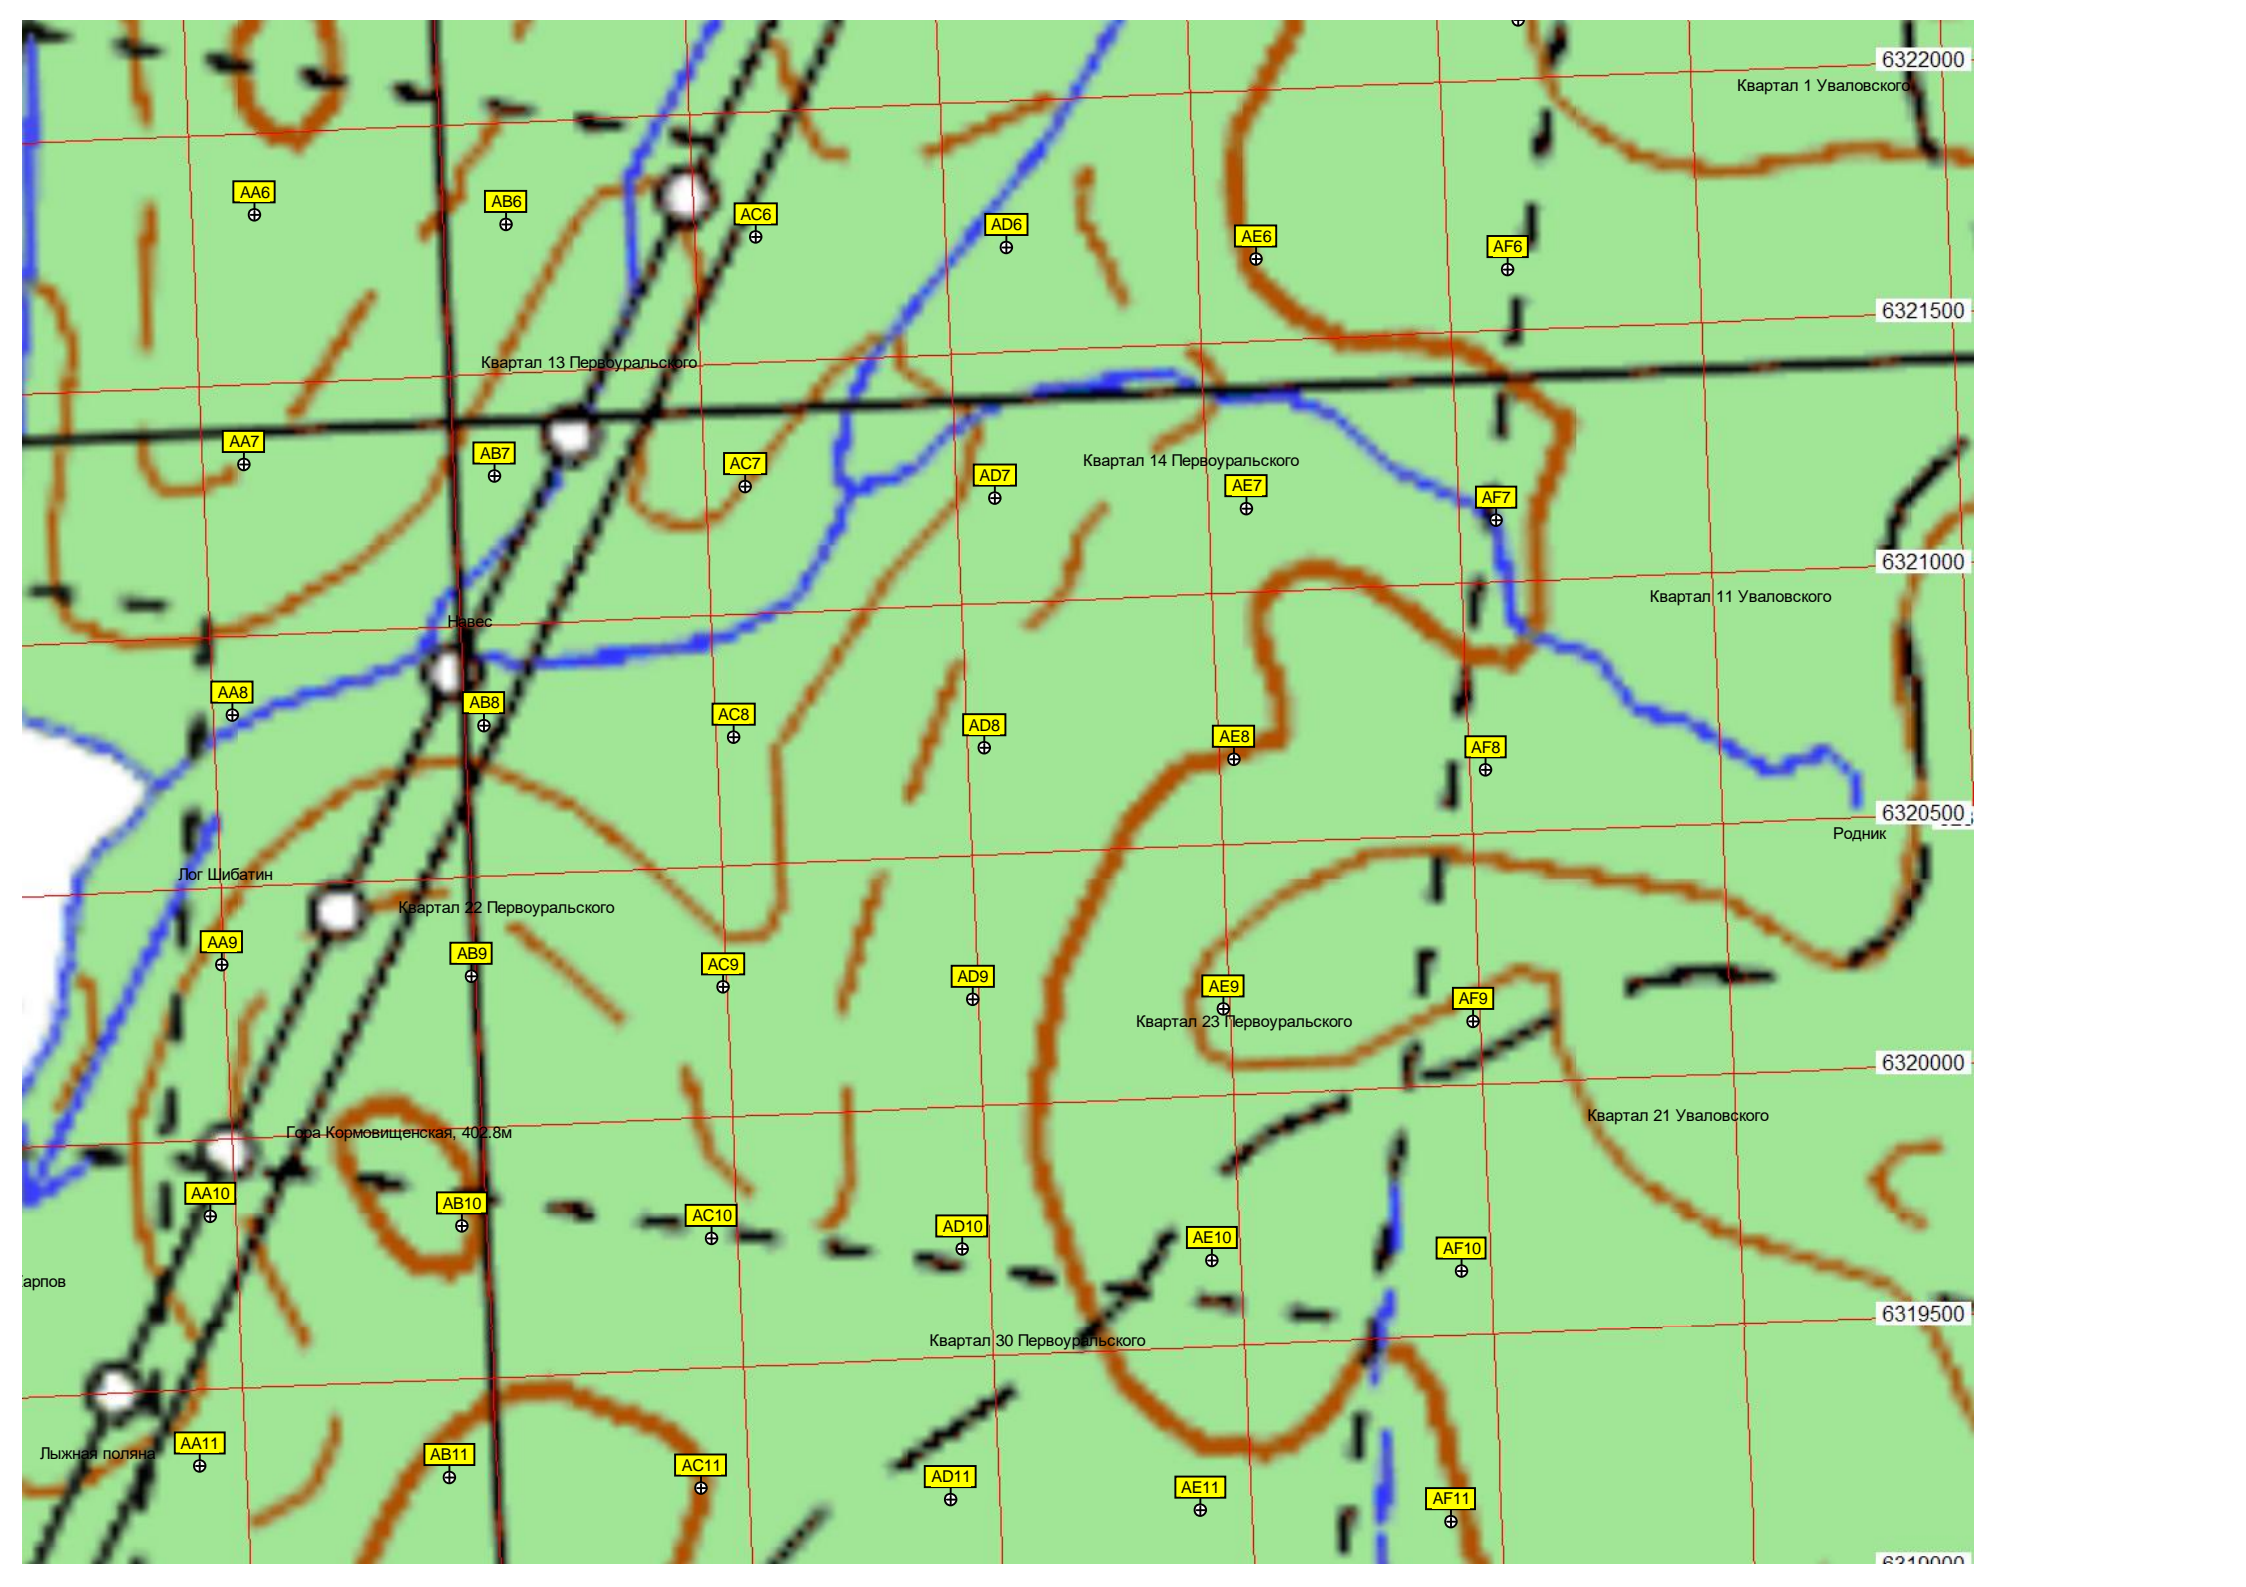 6322000
Квартал 1 Уваловского
AA6
AB6
AC6
AD6
AE6
AF6
6321500
Квартал 13 Первоуральского
AA7
AB7
AC7
Квартал 14 Первоуральского
AD7
AE7
AF7
6321000
Квартал 11 Уваловского
Навес
AA8
AB8
AC8
AD8
AE8
AF8
6320500
Родник
Лог Шибатин
Квартал 22 Первоуральского
AA9
AB9
AC9
AD9
AE9
AF9
Квартал 23 Первоуральского
6320000
Квартал 21 Уваловского
Гора Кормовищенская, 402.8м
AA10
AB10
AC10
AD10
AE10
AF10
арпов
6319500
Квартал 30 Первоуральского
Лыжная поляна
AA11
AB11
AC11
AD11
AE11
AF11
6319000